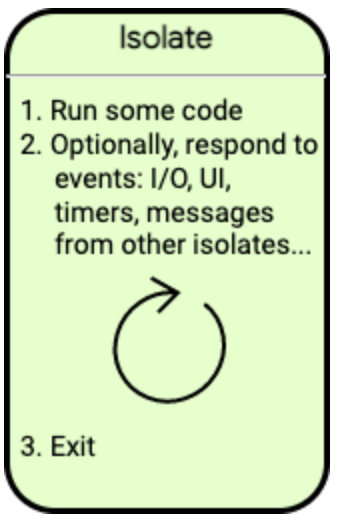 Isolate
1. Run some code
2. Optionally, respond to
events: I/O, UI,
timers, messages
from other isolates...
3. Exit